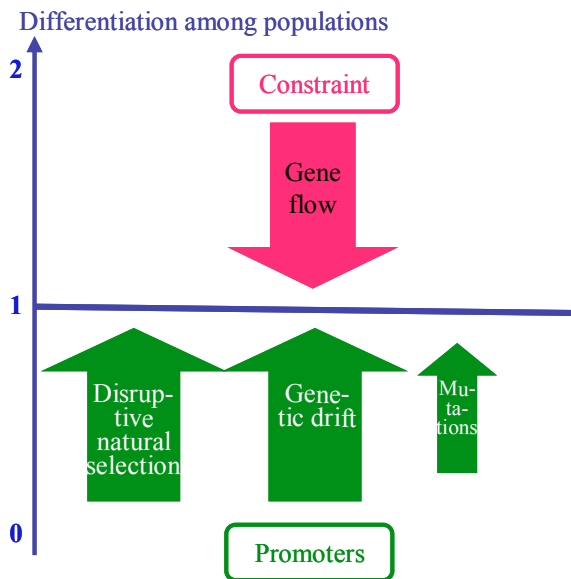 Differentiation among populations
2
Constraint
Gene
flow
1
Disrup-
tive
natural
selection
Gene-
tic drift
Mu-
ta-
tions
0
Promoters